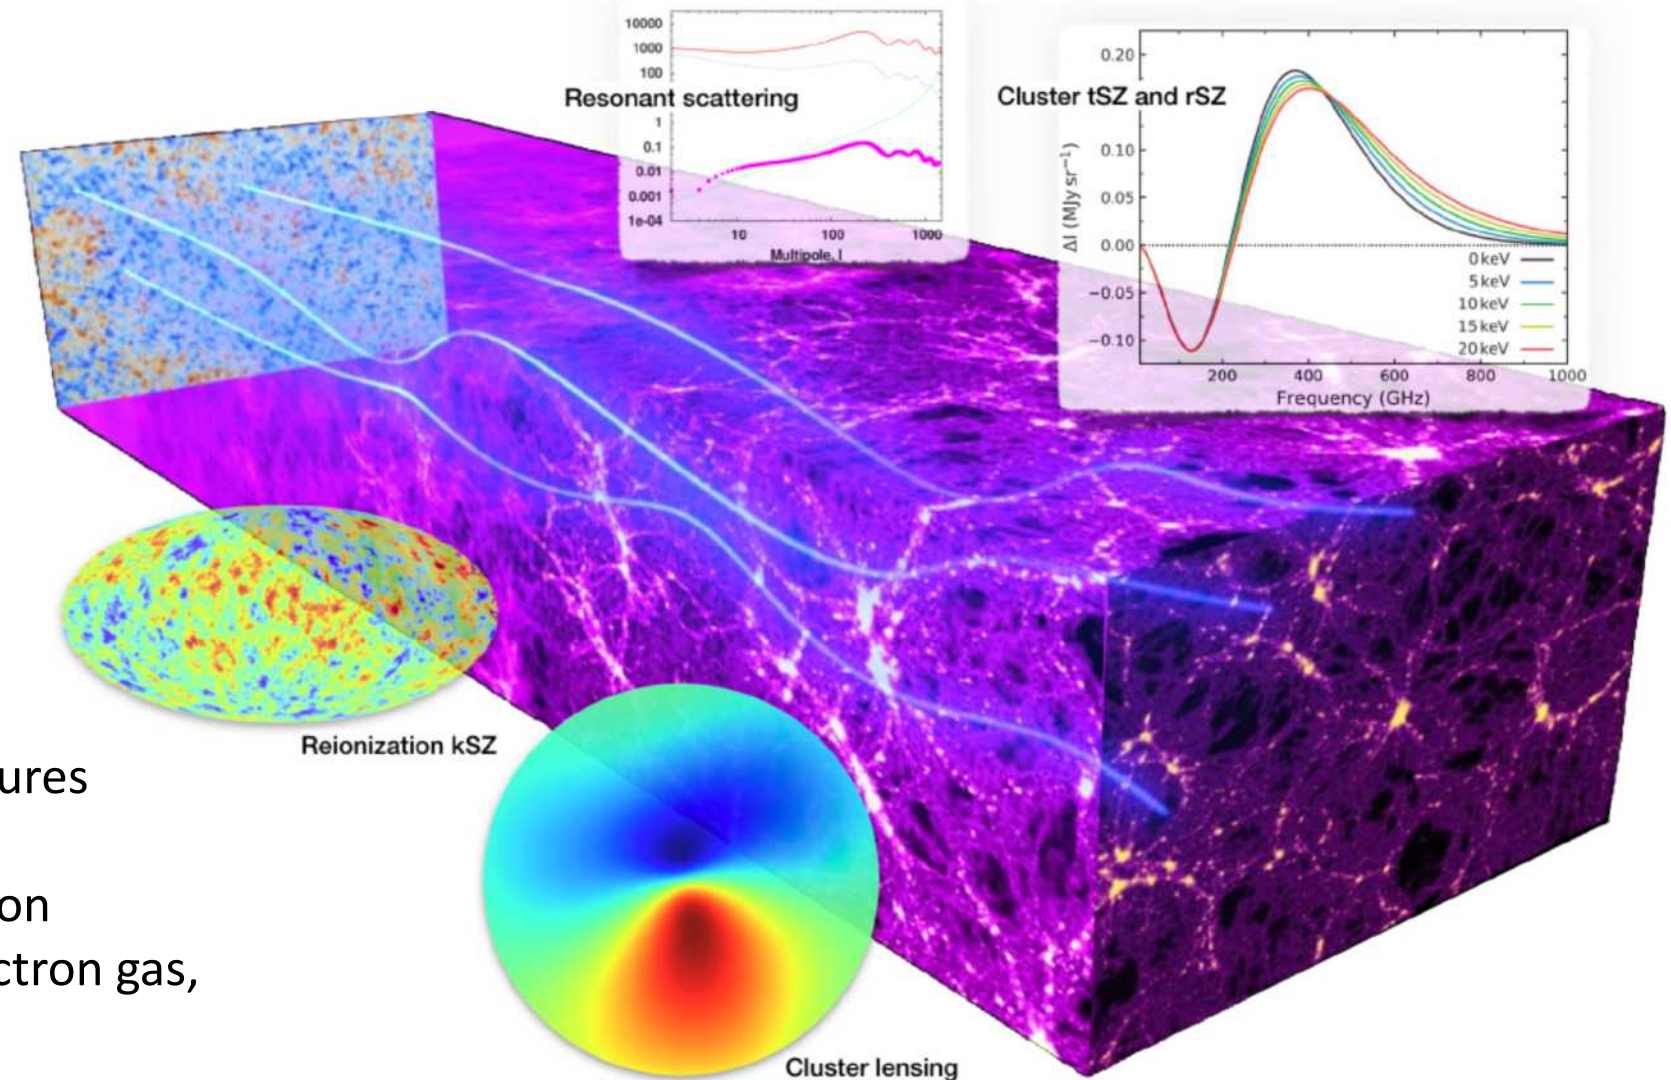 10000
1000
100
Resonant scattering
1
0.1
0.01
0.001
1e-04
10 100 1000
Multipole, l
Cluster tSZ and rSZ
0.20
0.10
0.05
0.00
−0.05
−0.10
ΔI (MJy sr⁻¹)
0 keV
5 keV
10 keV
15 keV
20 keV
200 400 600 800 1000
Frequency (GHz)
Reionization kSZ
ures
on
ctron gas,
Cluster lensing